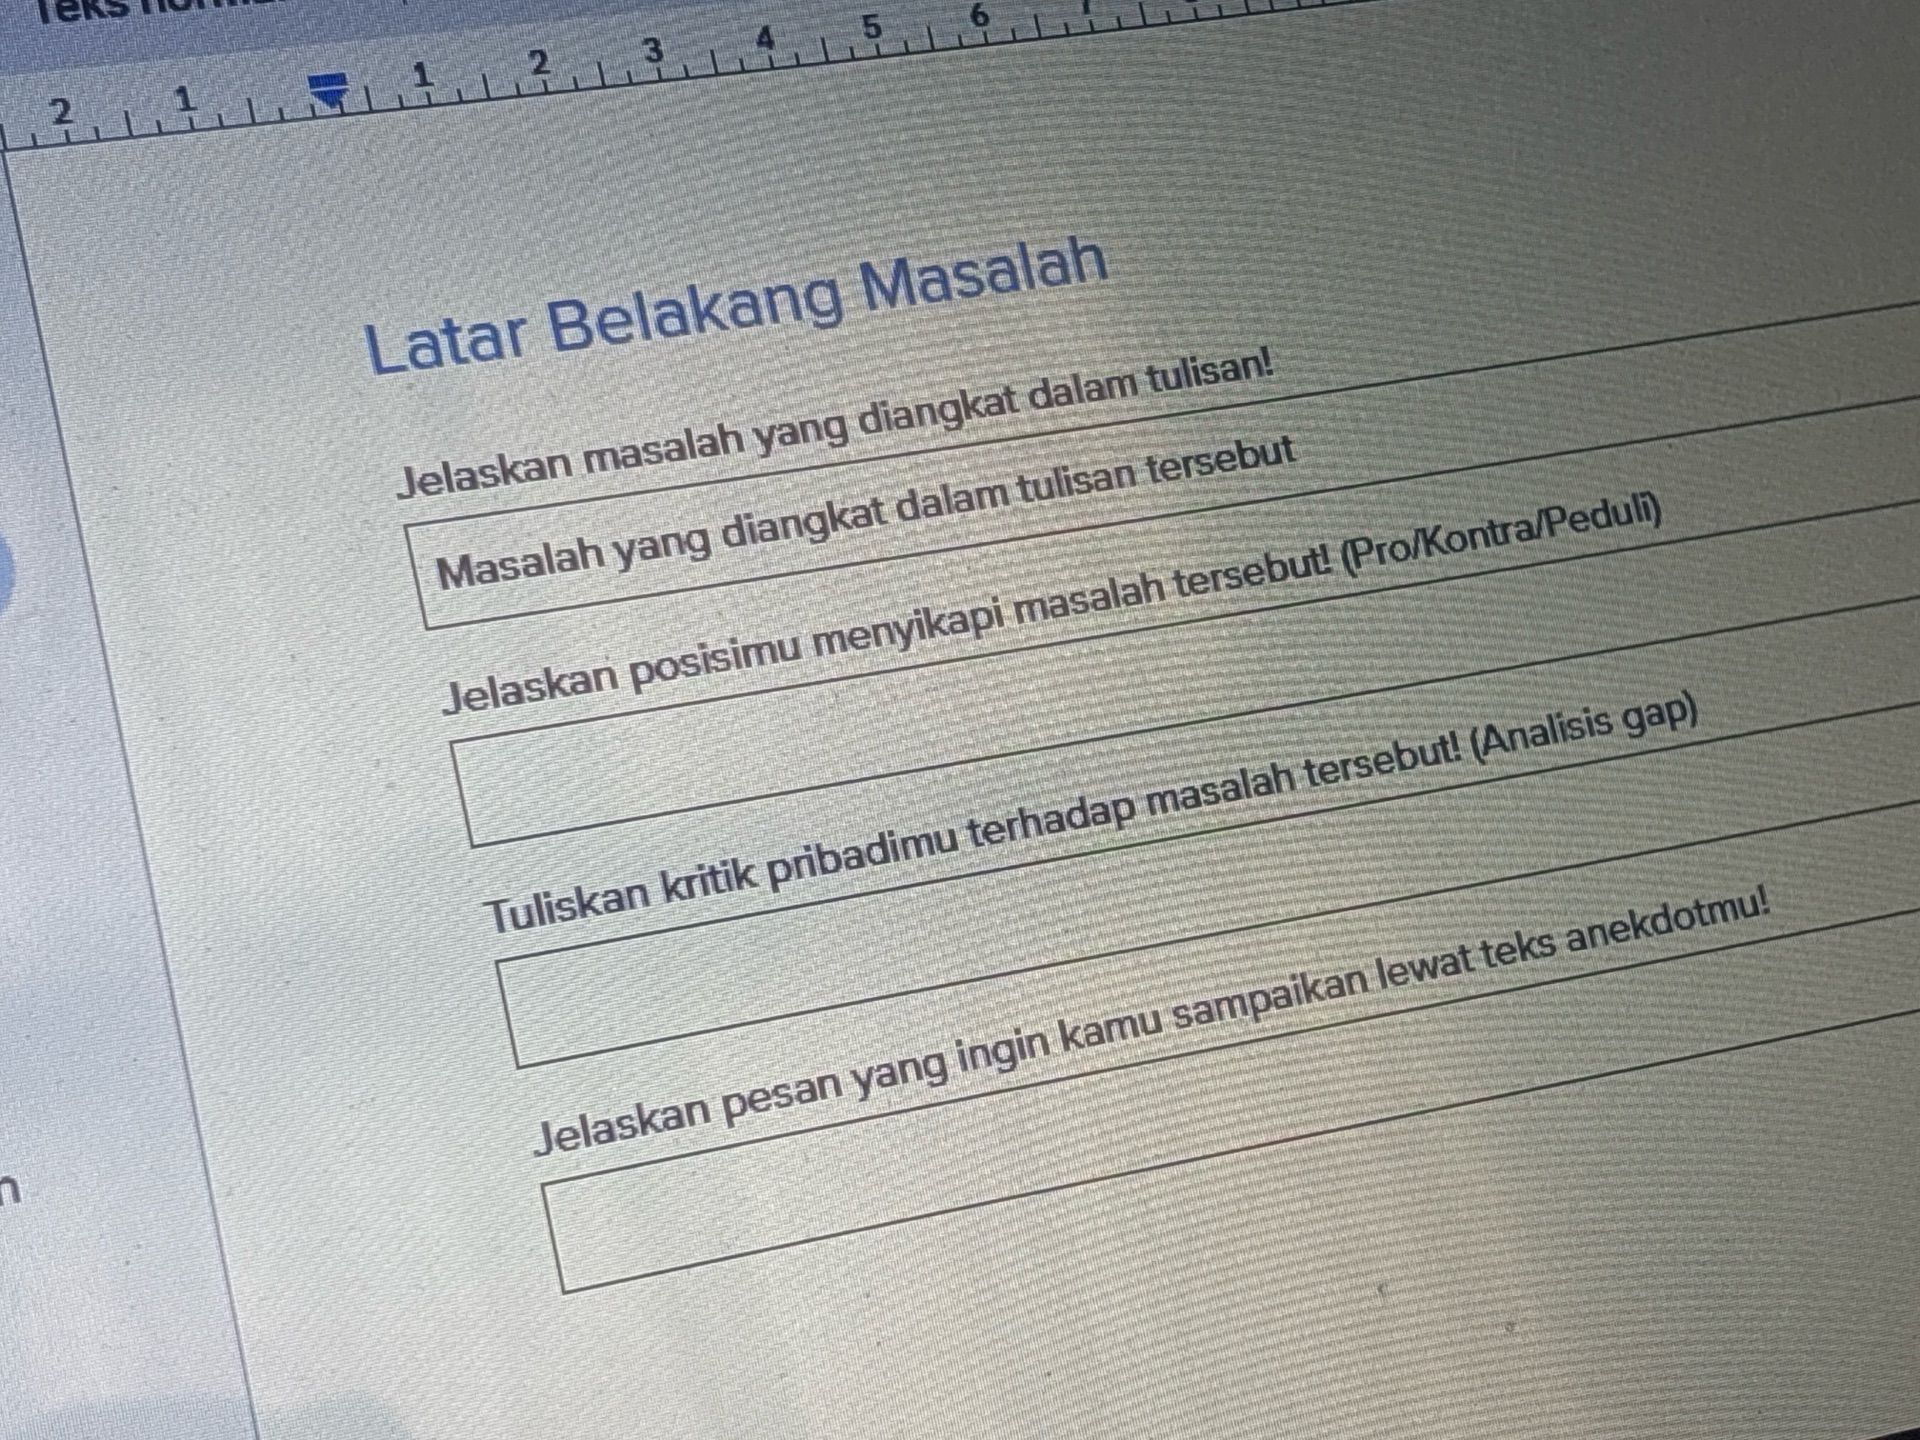 2 1 1 2 3 4 5 6
Latar Belakang Masalah
Jelaskan masalah yang diangkat dalam tulisan!
Masalah yang diangkat dalam tulisan tersebut
Jelaskan posisimu menyikapi masalah tersebut! (Pro/Kontra/Peduli)
Tuliskan kritik pribadimu terhadap masalah tersebut! (Analisis gap)
Jelaskan pesan yang ingin kamu sampaikan lewat teks anekdotmu!